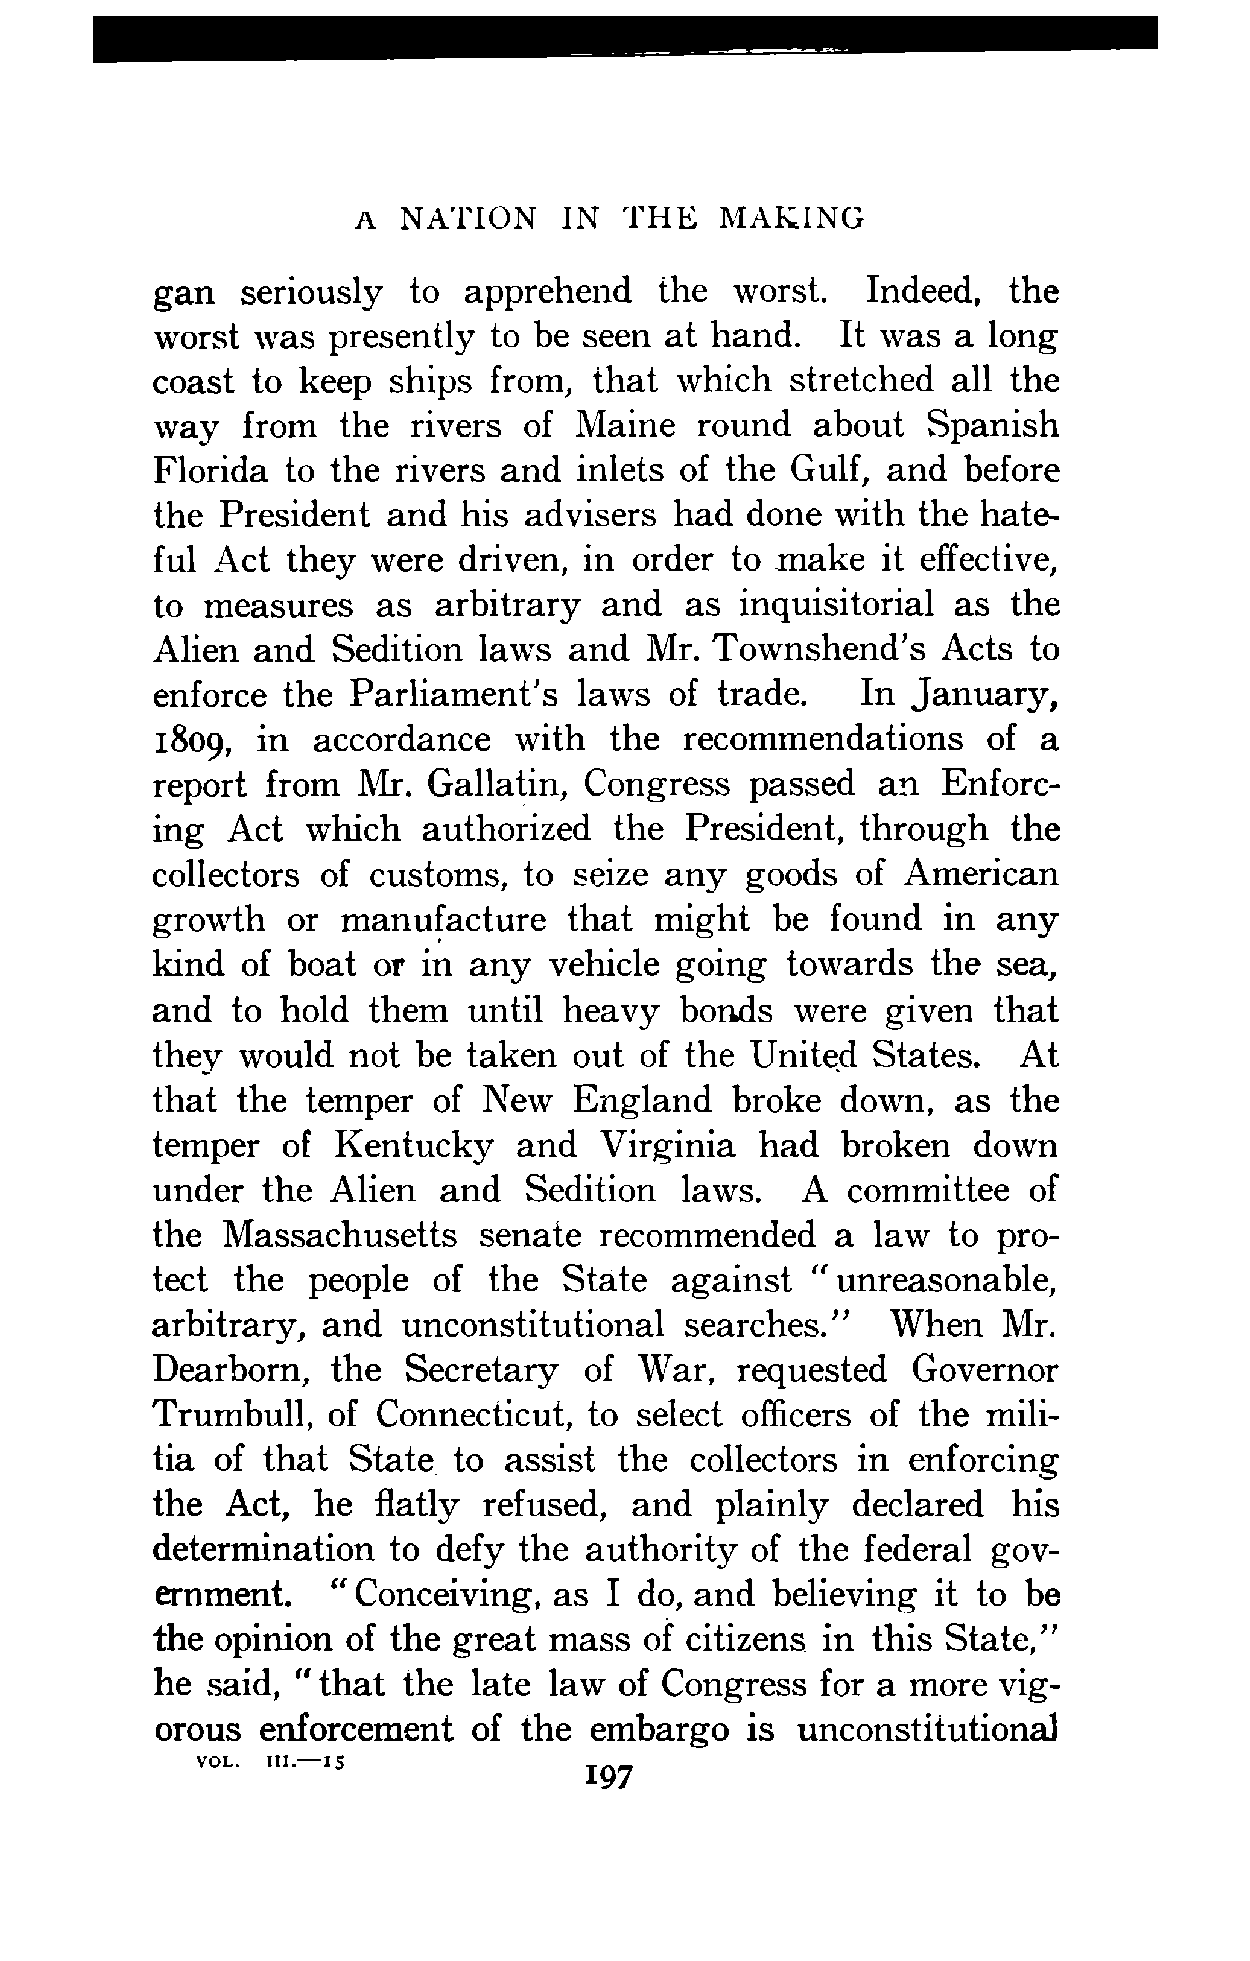 A NATION IN THE MAKING
gan seriously to apprehend the worst. Indeed, the
worst was presently to be seen at hand. It was a long
coast to keep ships from, that which stretched all the
way from the rivers of Maine round about Spanish
Florida to the rivers and inlets of the Gulf, and before
the President and his advisers had done with the hate-
ful Act they were driven, in order to make it effective,
to measures as arbitrary and as inquisitorial as the
Alien and Sedition laws and Mr. Townshend's Acts to
enforce the Parliament's laws of trade. In January,
1809, in accordance with the recommendations of a
report from Mr. Gallatin, Congress passed an Enforc-
ing Act which authorized the President, through the
collectors of customs, to seize any goods of American
growth or manufacture that might be found in any
kind of boat or in any vehicle going towards the sea,
and to hold them until heavy bonds were given that
they would not be taken out of the United States. At
that the temper of New England broke down, as the
temper of Kentucky and Virginia had broken down
under the Alien and Sedition laws. A committee of
the Massachusetts senate recommended a law to pro-
tect the people of the State against "unreasonable,
arbitrary, and unconstitutional searches." When Mr.
Dearborn, the Secretary of War, requested Governor
Trumbull, of Connecticut, to select officers of the mili-
tia of that State to assist the collectors in enforcing
the Act, he flatly refused, and plainly declared his
determination to defy the authority of the federal gov-
ernment. "Conceiving, as I do, and believing it to be
the opinion of the great mass of citizens in this State,"
he said, "that the late law of Congress for a more vig-
orous enforcement of the embargo is unconstitutional
VOL. III.—15
197